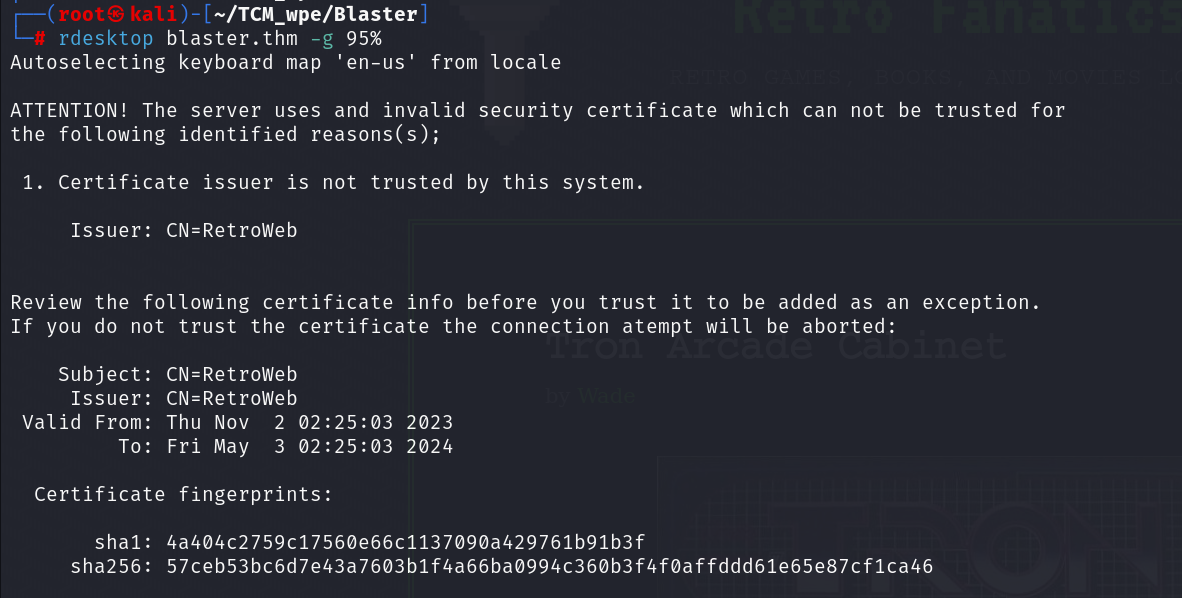 ┌──(root㉿kali)-[~/TCM_wpe/Blaster]
└─# rdesktop blaster.thm -g 95%
Autoselecting keyboard map 'en-us' from locale
Retro Fanatics
RETRO GAMES, BOOKS, AND MOVIES
ATTENTION! The server uses and invalid security certificate which can not be trusted for
the following identified reasons(s);
1. Certificate issuer is not trusted by this system.
Issuer: CN=RetroWeb
Review the following certificate info before you trust it to be added as an exception.
If you do not trust the certificate the connection atempt will be aborted:
Tron Arcade Cabinet
by Wade
Subject: CN=RetroWeb
Issuer: CN=RetroWeb
Valid From: Thu Nov  2 02:25:03 2023
To: Fri May  3 02:25:03 2024
Certificate fingerprints:
sha1: 4a404c2759c17560e66c1137090a429761b91b3f
sha256: 57ceb53bc6d7e43a7603b1f4a66ba0994c360b3f4f0affddd61e65e87cf1ca46
TRON